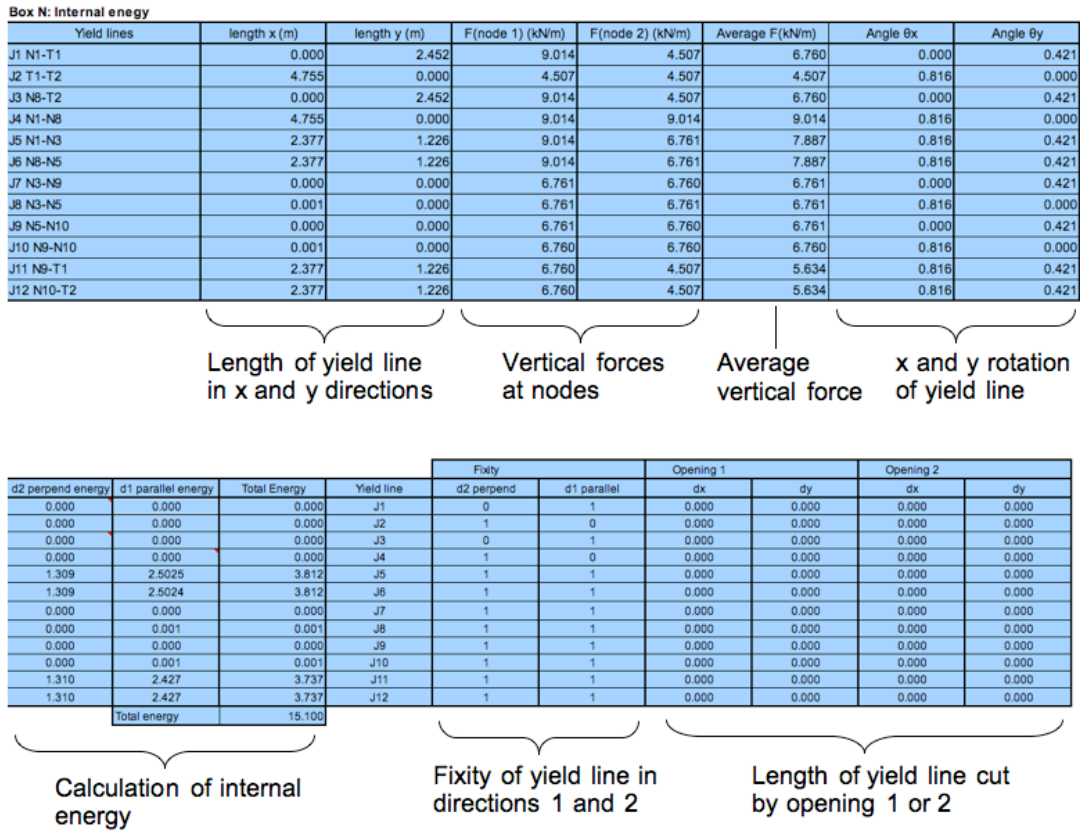 Box N: Internal enegy
Yield lines length x (m) length y (m) F(node 1) (kN/m) F(node 2) (kN/m) Average F(kN/m) Angle θx Angle θy
J1 N1-T1 0.000 2.452 9.014 4.507 6.760 0.000 0.421
J2 T1-T2 4.755 0.000 4.507 4.507 4.507 0.816 0.000
J3 N8-T2 0.000 2.452 9.014 4.507 6.760 0.000 0.421
J4 N1-N8 4.755 0.000 9.014 9.014 9.014 0.816 0.000
J5 N1-N3 2.377 1.226 9.014 6.761 7.887 0.816 0.421
J6 N8-N5 2.377 1.226 9.014 6.761 7.887 0.816 0.421
J7 N3-N9 0.000 0.000 6.761 6.760 6.761 0.000 0.421
J8 N3-N5 0.001 0.000 6.761 6.761 6.761 0.816 0.000
J9 N5-N10 0.000 0.000 6.761 6.760 6.761 0.000 0.421
J10 N9-N10 0.001 0.000 6.760 6.760 6.760 0.816 0.000
J11 N9-T1 2.377 1.226 6.760 4.507 5.634 0.816 0.421
J12 N10-T2 2.377 1.226 6.760 4.507 5.634 0.816 0.421
Length of yield line Vertical forces Average x and y rotation
in x and y directions at nodes vertical force of yield line
Fixity Opening 1 Opening 2
d2 perpend energy d1 parallel energy Total Energy Yield line d2 perpend d1 parallel dx dy dx dy
0.000 0.000 0.000 J1 0 1 0.000 0.000 0.000 0.000
0.000 0.000 0.000 J2 1 0 0.000 0.000 0.000 0.000
0.000 0.000 0.000 J3 0 1 0.000 0.000 0.000 0.000
0.000 0.000 0.000 J4 1 0 0.000 0.000 0.000 0.000
1.309 2.5025 3.812 J5 1 1 0.000 0.000 0.000 0.000
1.309 2.5024 3.812 J6 1 1 0.000 0.000 0.000 0.000
0.000 0.000 0.000 J7 1 1 0.000 0.000 0.000 0.000
0.000 0.001 0.001 J8 1 1 0.000 0.000 0.000 0.000
0.000 0.000 0.000 J9 1 1 0.000 0.000 0.000 0.000
0.000 0.001 0.001 J10 1 1 0.000 0.000 0.000 0.000
1.310 2.427 3.737 J11 1 1 0.000 0.000 0.000 0.000
1.310 2.427 3.737 J12 1 1 0.000 0.000 0.000 0.000
Total energy 15.100
Calculation of internal Fixity of yield line in Length of yield line cut
energy directions 1 and 2 by opening 1 or 2